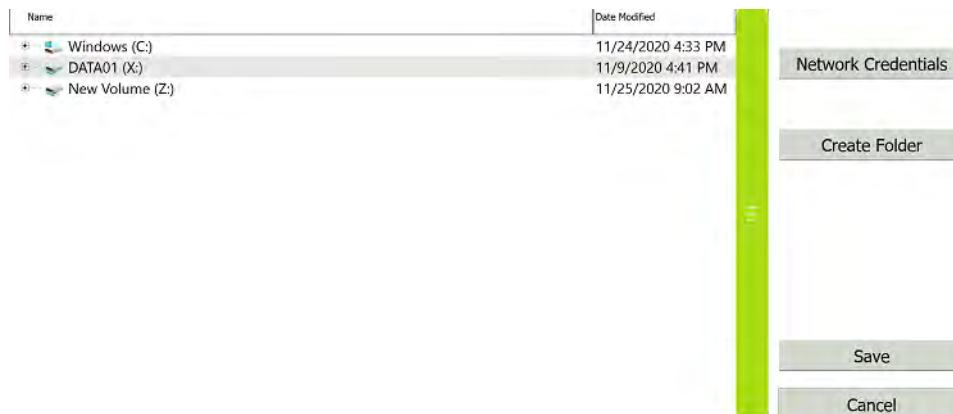 Name Date Modified
Windows (C:) 11/24/2020 4:33 PM
DATA01 (X:) 11/9/2020 4:41 PM
New Volume (Z:) 11/25/2020 9:02 AM
Network Credentials
Create Folder
Save
Cancel